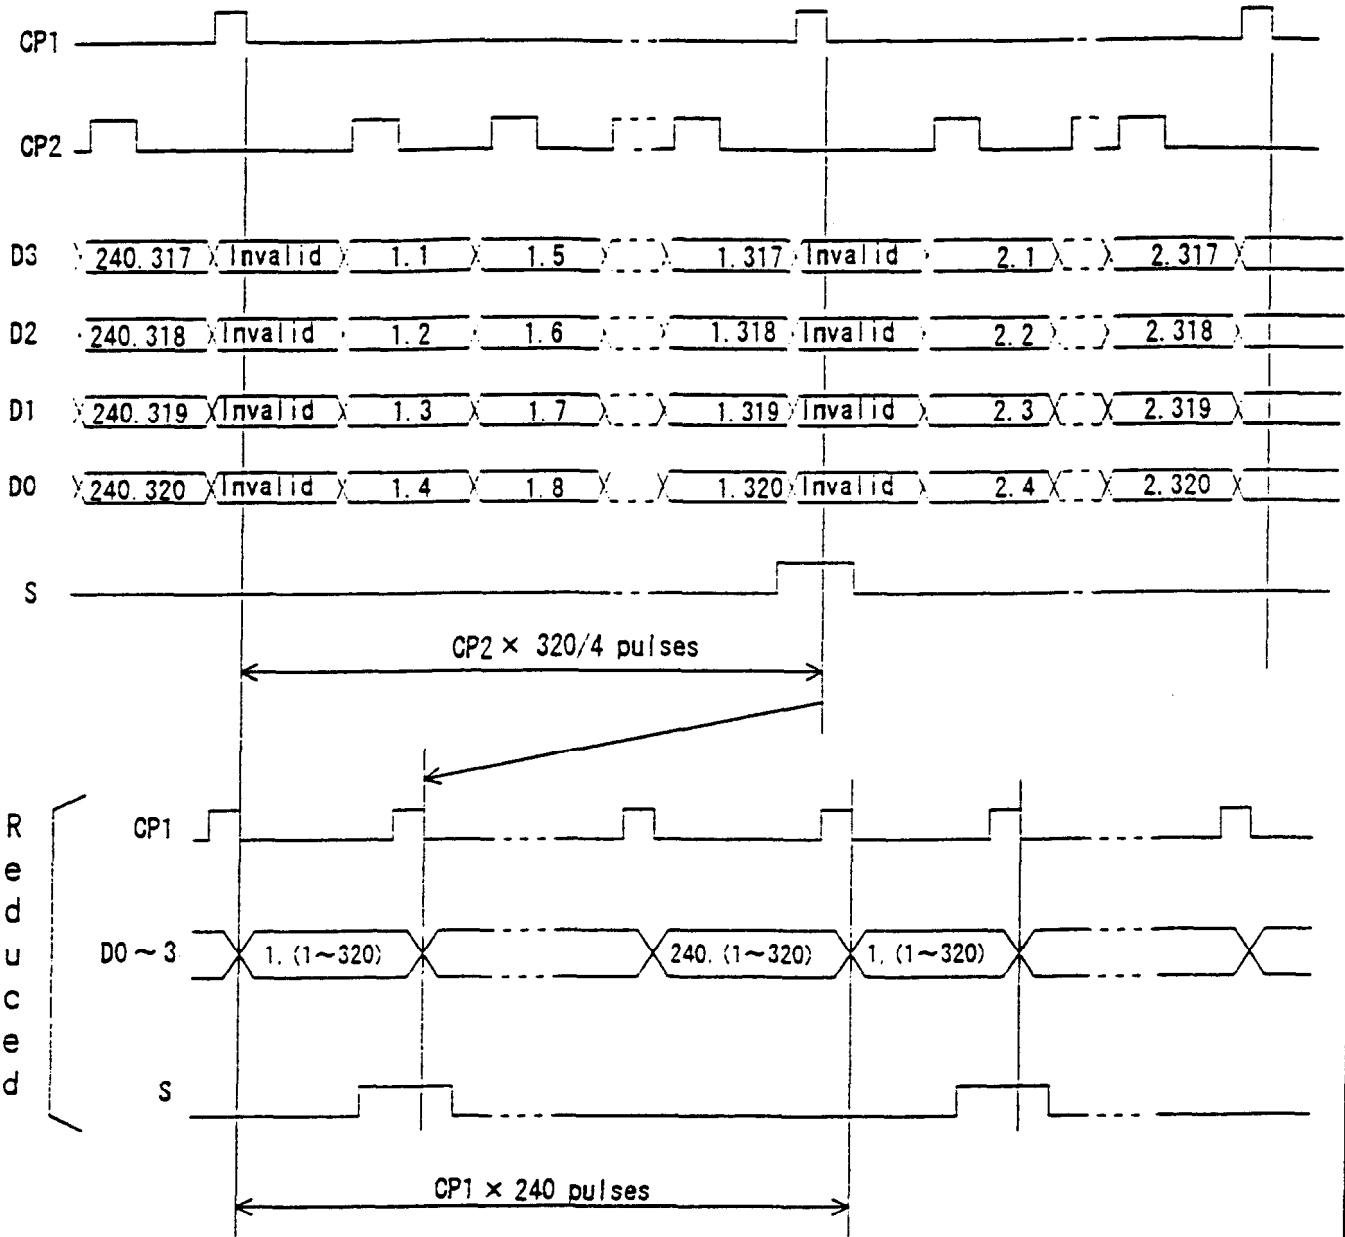 CP1
CP2
D3 240.317 Invalid 1.1 1.5 1.317 Invalid 2.1 2.317
D2 240.318 Invalid 1.2 1.6 1.318 Invalid 2.2 2.318
D1 240.319 Invalid 1.3 1.7 1.319 Invalid 2.3 2.319
D0 240.320 Invalid 1.4 1.8 1.320 Invalid 2.4 2.320
S
CP2 × 320/4 pulses
Reduced
CP1
D0~3 1. (1~320) 240. (1~320) 1. (1~320)
S
CP1 × 240 pulses